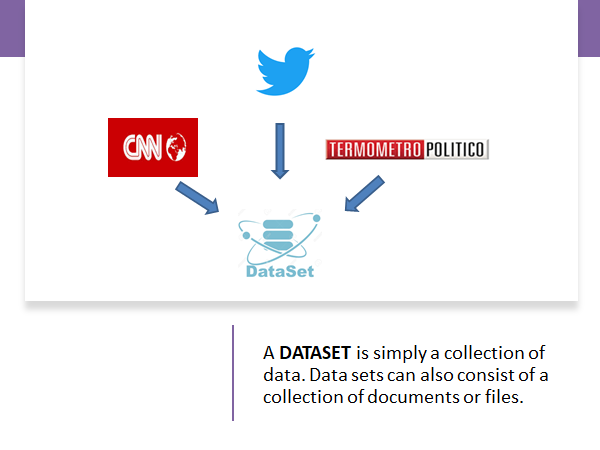 CNN
TERMOMETRO POLITICO
DataSet
A DATASET is simply a collection of
data. Data sets can also consist of a
collection of documents or files.